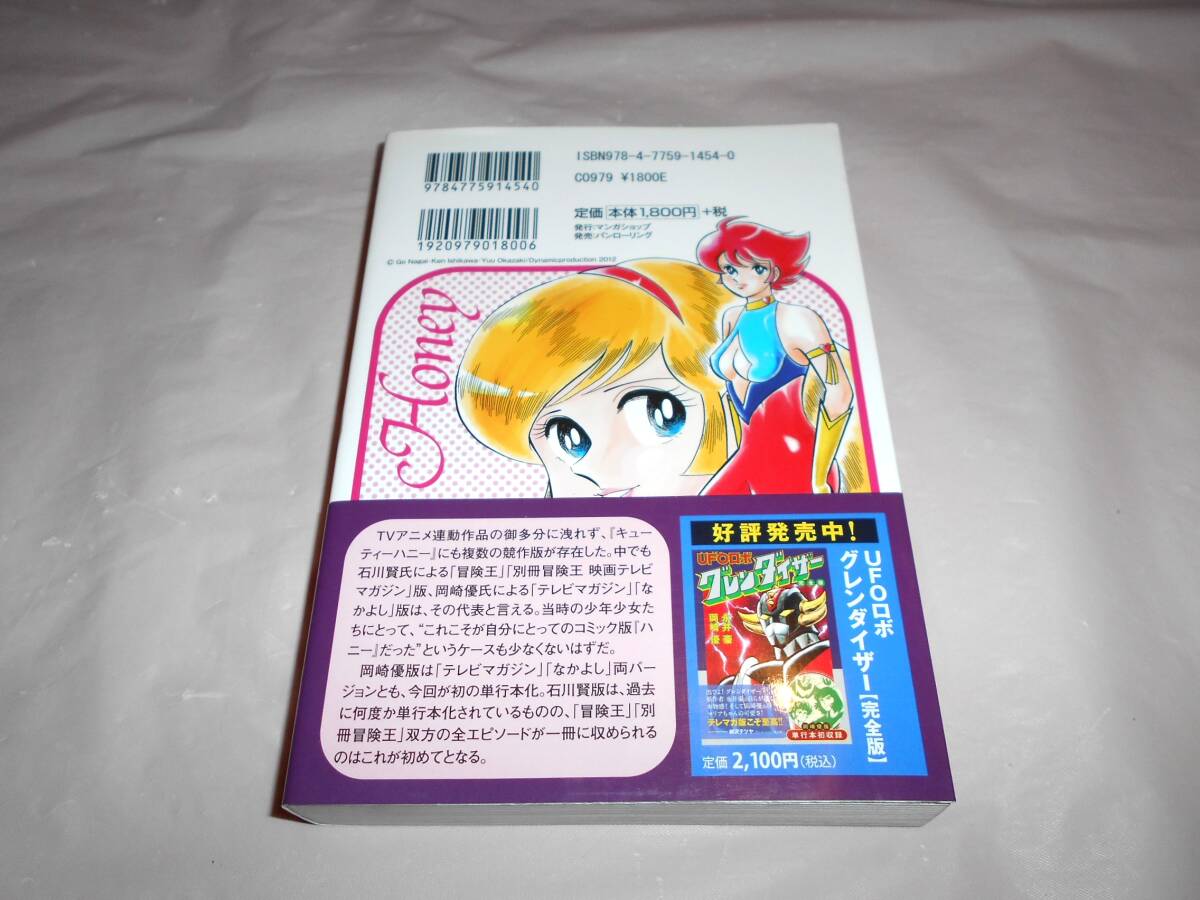 ISBN978-4-7759-1454-0
9784775914540
C0979 ¥1800E
定価 本体1,800円 +税
発行:マンガショップ
発売:パンローリング
1920979018006
© Go Nagai・Ken Ishikawa・Yuu Okazaki/Dynamicproduction 2012
Honey
TVアニメ連動作品の御多分に洩れず、『キュー
ティーハニー』にも複数の競作版が存在した。中でも
石川賢氏による「冒険王」「別冊冒険王 映画テレビ
マガジン」版、岡崎優氏による「テレビマガジン」「な
かよし」版は、その代表と言える。当時の少年少女た
ちにとって、“これこそが自分にとってのコミック版『ハ
ニー』だった”というケースも少なくないはずだ。
岡崎優版は「テレビマガジン」「なかよし」両バー
ジョンとも、今回が初の単行本化。石川賢版は、過去
に何度か単行本化されているものの、「冒険王」「別
冊冒険王」双方の全エピソードが一冊に収められる
のはこれが初めてとなる。
好評発売中!
UFOロボ
グレンダイザー[完全版]
UFOロボ
グレンダイザー
永井豪
岡崎優
テレマガ版こそ至高!!
単行本初収録
定価 2,100円(税込)